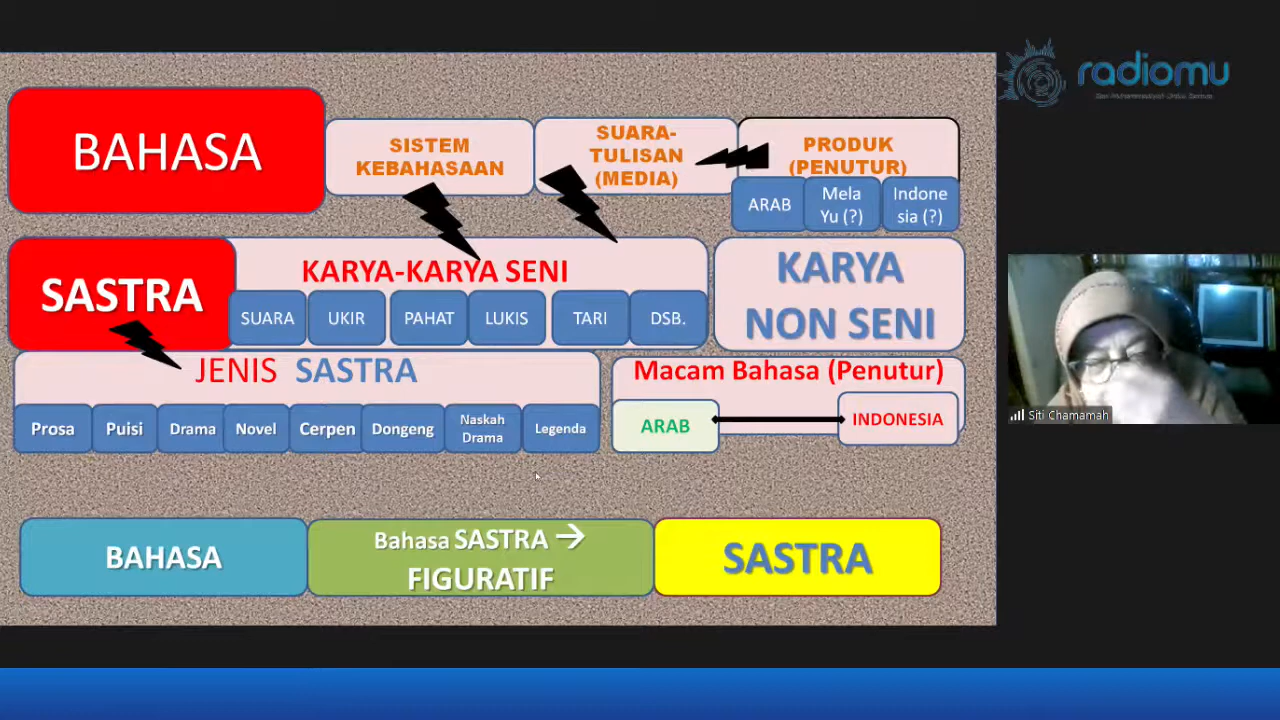 radiomu
BAHASA
SISTEM
KEBAHASAAN
SUARA-
TULISAN
(MEDIA)
PRODUK
(PENUTUR)
ARAB
Mela
Yu (?)
Indone
sia (?)
SASTRA
KARYA-KARYA SENI
SUARA
UKIR
PAHAT
LUKIS
TARI
DSB.
KARYA
NON SENI
JENIS SASTRA
Prosa
Puisi
Drama
Novel
Cerpen
Dongeng
Naskah
Drama
Legenda
Macam Bahasa (Penutur)
ARAB
INDONESIA
Siti Chamamah
BAHASA
Bahasa SASTRA →
FIGURATIF
SASTRA